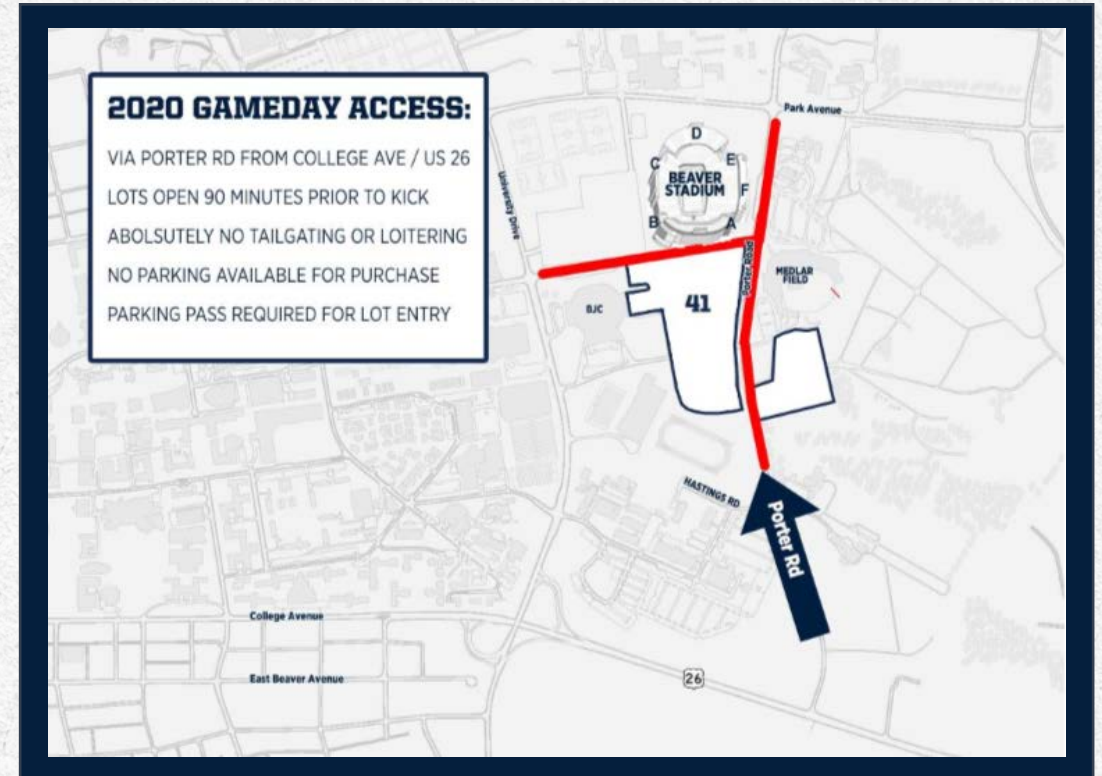 2020 GAMEDAY ACCESS:
VIA PORTER RD FROM COLLEGE AVE / US 26
LOTS OPEN 90 MINUTES PRIOR TO KICK
ABOLSUTELY NO TAILGATING OR LOITERING
NO PARKING AVAILABLE FOR PURCHASE
PARKING PASS REQUIRED FOR LOT ENTRY
Park Avenue
University Drive
D
C
E
BEAVER
STADIUM
F
B
A
Porter Road
MEDLAR
FIELD
BJC
41
HASTINGS RD
Porter Rd
College Avenue
East Beaver Avenue
26